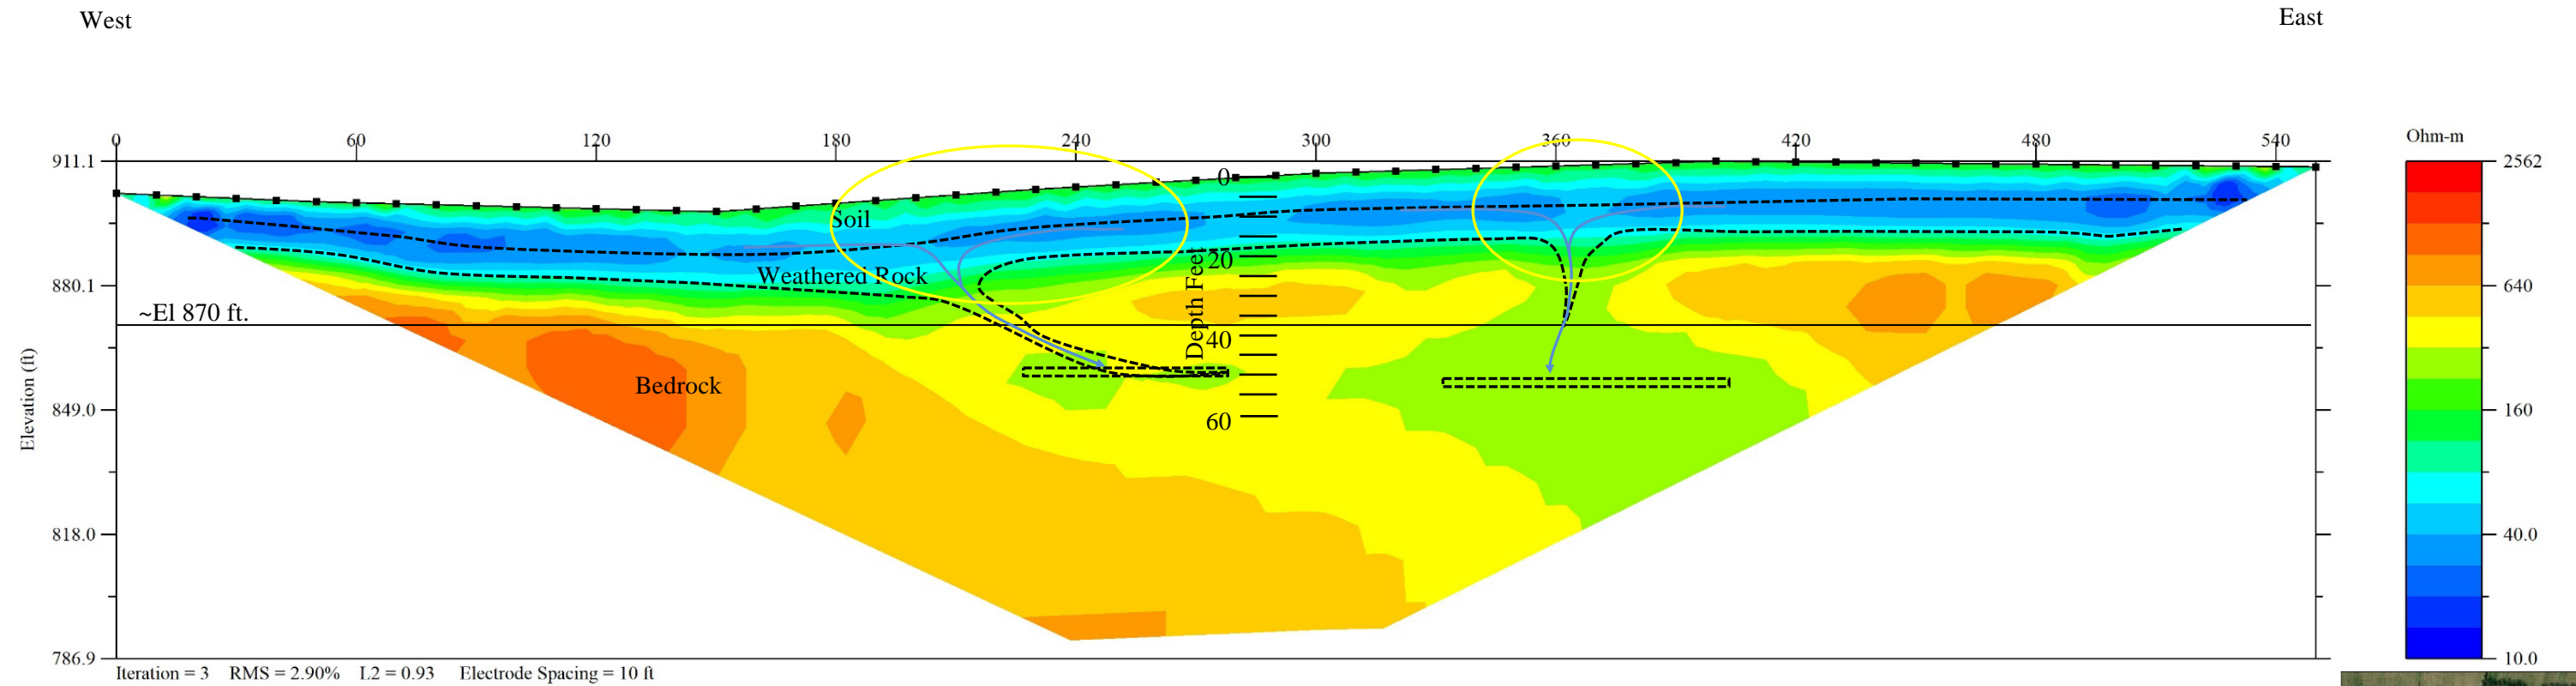 West
East
0 60 120 180 240 300 360 420 480 540
Ohm-m
911.1
880.1
849.0
818.0
786.9
Elevation (ft)
~El 870 ft.
Soil
Weathered Rock
Bedrock
0
20
40
60
Depth Feet
2562
640
160
40.0
10.0
Iteration = 3 RMS = 2.90% L2 = 0.93 Electrode Spacing = 10 ft